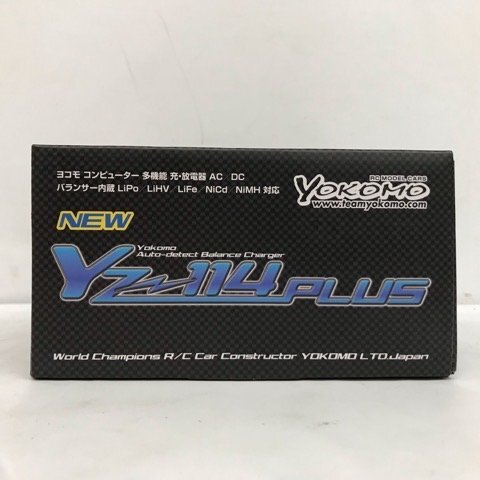 ヨコモ コンピューター 多機能 充・放電器 AC／DC
バランサー内蔵 LiPo／LiHV／LiFe／NiCd／NiMH 対応
RC MODEL CARS
YOKOMO
www.teamyokomo.com
NEW
Yokomo
Auto-detect Balance Charger
YZ-114 PLUS
World Champions R/C Car Constructor YOKOMO LTD.Japan